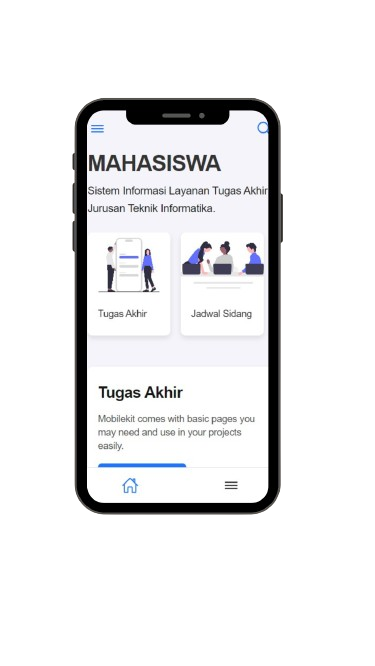 MAHASISWA
Sistem Informasi Layanan Tugas Akhir
Jurusan Teknik Informatika.
Tugas Akhir
Jadwal Sidang
Tugas Akhir
Mobilekit comes with basic pages you
may need and use in your projects
easily.